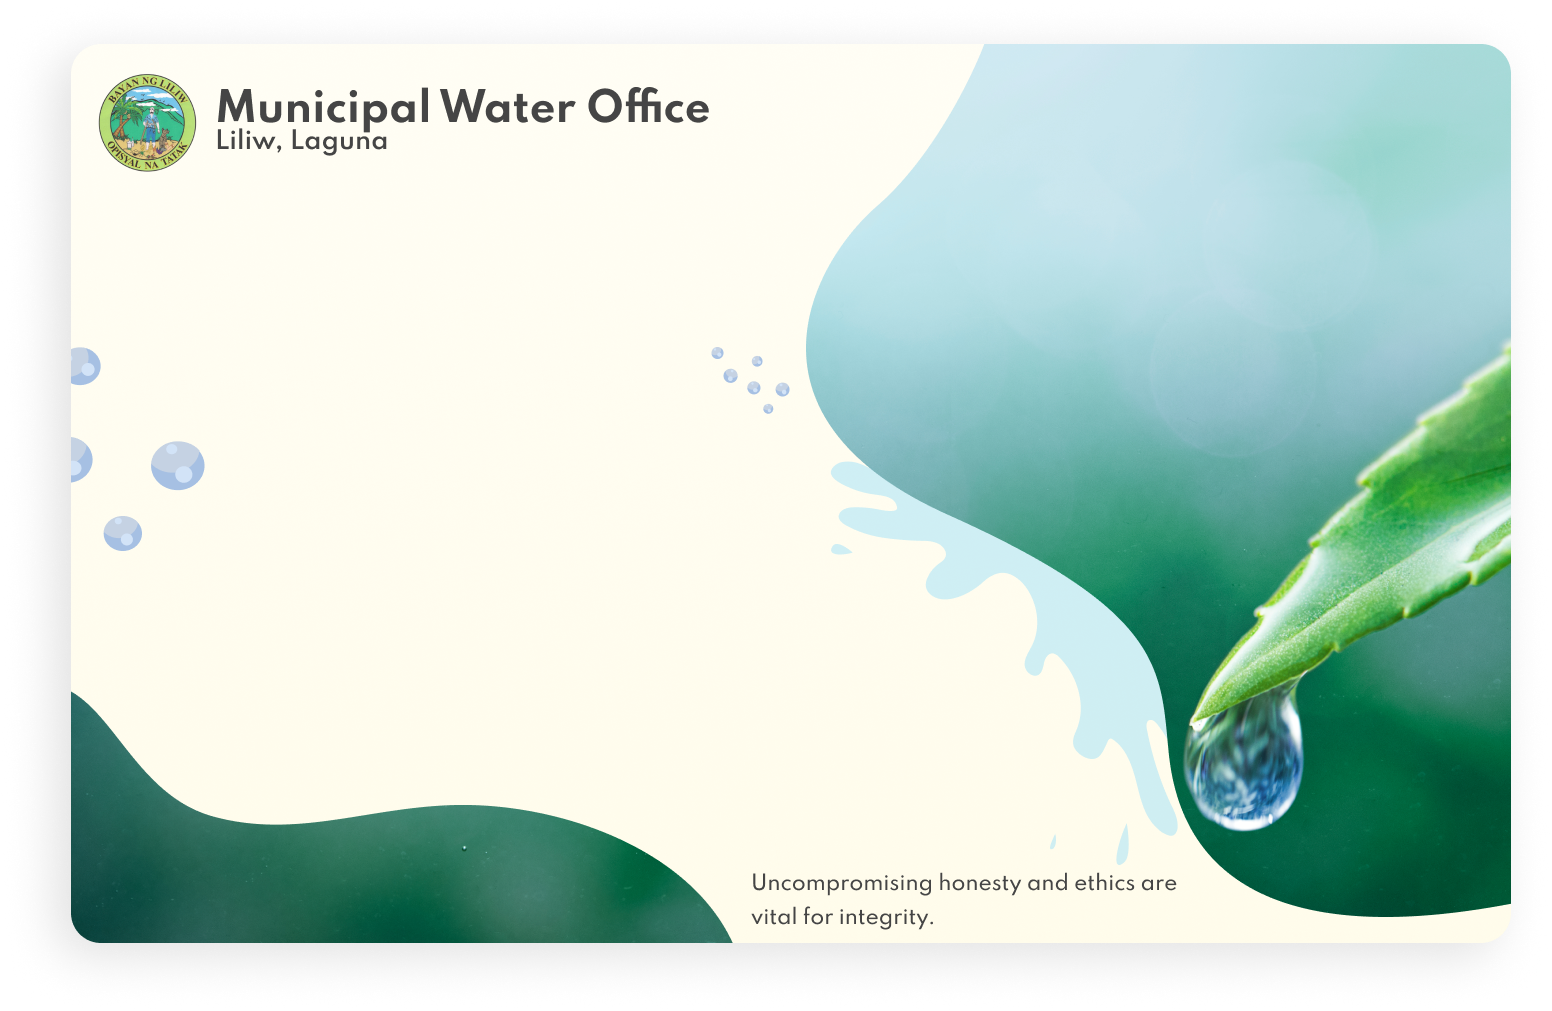 BAYAN NG LILIW
OPISYAL NA TATAK
Municipal Water Office
Liliw, Laguna
Uncompromising honesty and ethics are
vital for integrity.